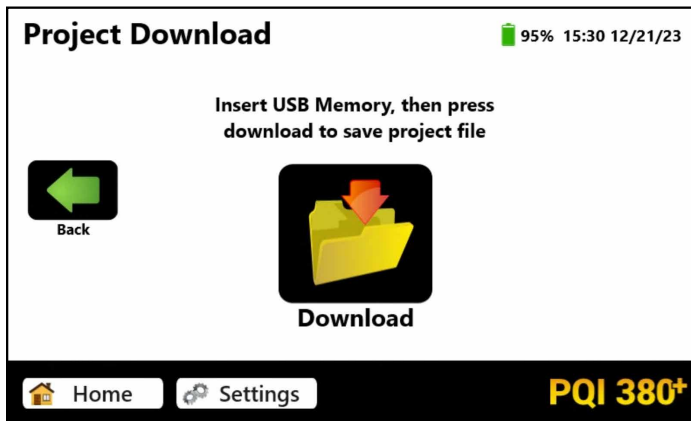 Project Download
95% 15:30 12/21/23
Insert USB Memory, then press
download to save project file
Back
Download
Home
Settings
PQI 380+